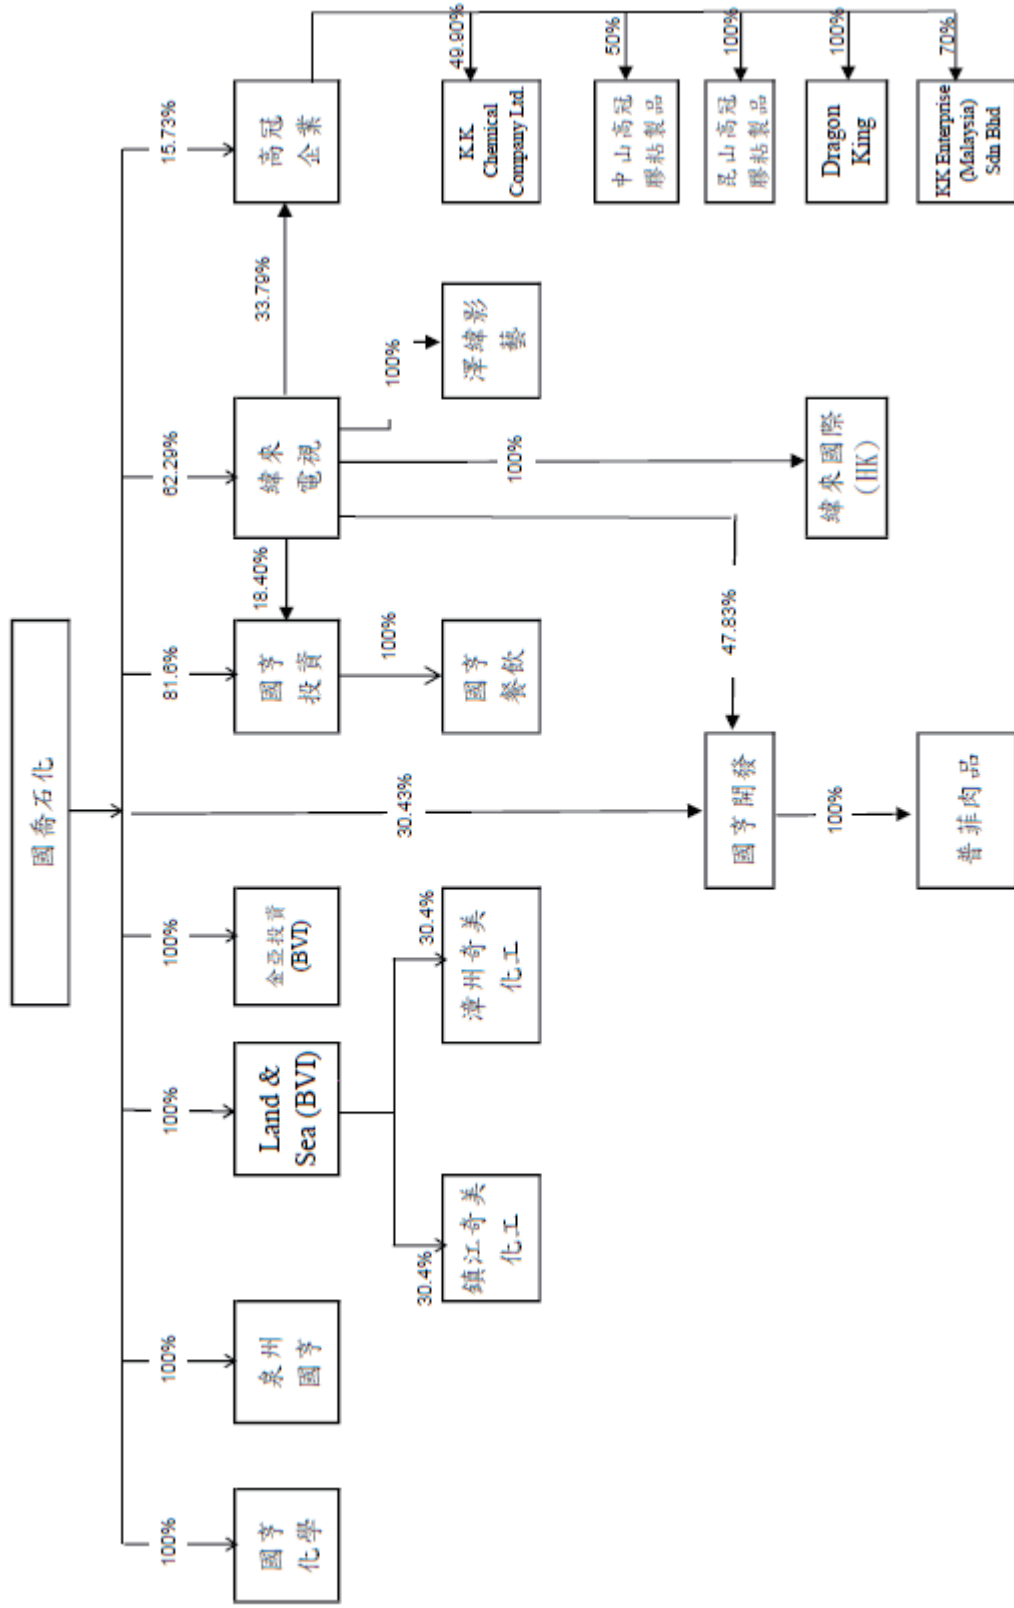 國喬石化
100%
100%
100%
100%
30.43%
81.6%
62.29%
15.73%
國亨
化學
泉州
國亨
Land &
Sea (BVI)
金亞投資
(BVI)
國亨
投資
18.40%
緯來
電視
33.79%
高冠
企業
30.4%
鎮江奇美
化工
30.4%
漳州奇美
化工
100%
國亨
餐飲
100%
澤緯影
藝
100%
緯來國際
(HK)
47.83%
國亨開發
100%
普菲肉品
49.90%
KK
Chemical
Company Ltd.
50%
中山高冠
膠粘製品
100%
昆山高冠
膠粘製品
100%
Dragon
King
70%
KK Enterprise
(Malaysia)
Sdn Bhd